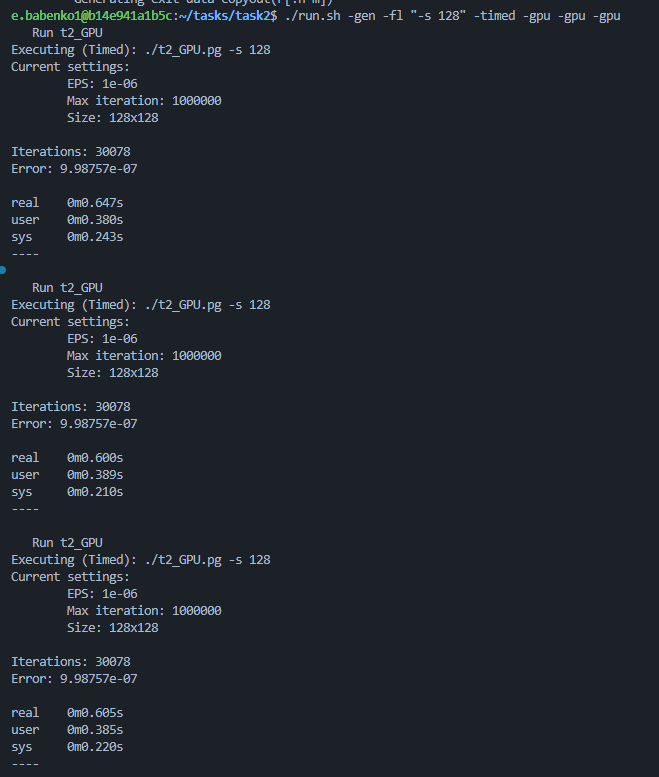 Generating exit data copyout(F[:n*m])
e.babenko1@b14e941a1b5c:~/tasks/task2$ ./run.sh -gen -fl "-s 128" -timed -gpu -gpu -gpu
Run t2_GPU
Executing (Timed): ./t2_GPU.pg -s 128
Current settings:
EPS: 1e-06
Max iteration: 1000000
Size: 128x128
Iterations: 30078
Error: 9.98757e-07
real 0m0.647s
user 0m0.380s
sys 0m0.243s
----
Run t2_GPU
Executing (Timed): ./t2_GPU.pg -s 128
Current settings:
EPS: 1e-06
Max iteration: 1000000
Size: 128x128
Iterations: 30078
Error: 9.98757e-07
real 0m0.600s
user 0m0.389s
sys 0m0.210s
----
Run t2_GPU
Executing (Timed): ./t2_GPU.pg -s 128
Current settings:
EPS: 1e-06
Max iteration: 1000000
Size: 128x128
Iterations: 30078
Error: 9.98757e-07
real 0m0.605s
user 0m0.385s
sys 0m0.220s
----